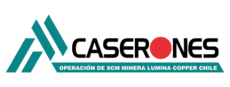 CASERONES
OPERACIÓN DE SCM MINERA LUMINA COPPER CHILE